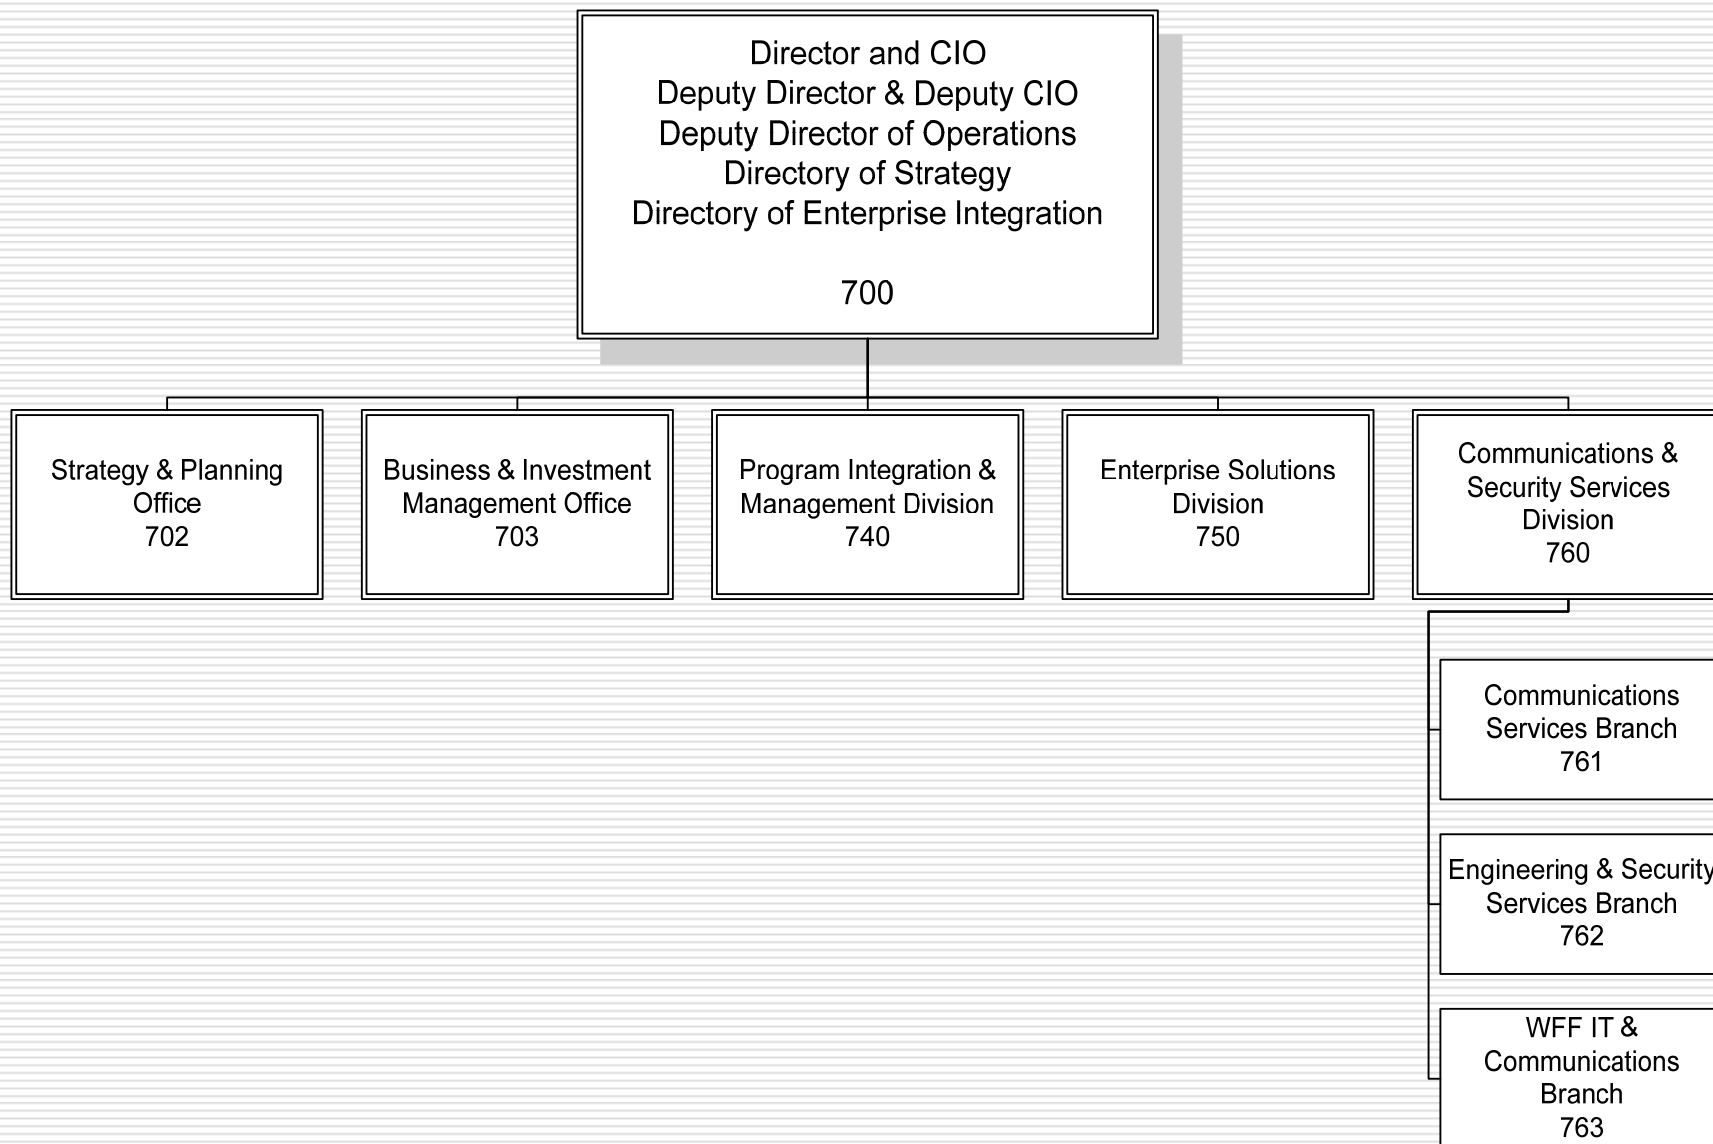 Director and CIO
Deputy Director & Deputy CIO
Deputy Director of Operations
Directory of Strategy
Directory of Enterprise Integration
700
Strategy & Planning
Office
702
Business & Investment
Management Office
703
Program Integration &
Management Division
740
Enterprise Solutions
Division
750
Communications &
Security Services
Division
760
Communications
Services Branch
761
Engineering & Security
Services Branch
762
WFF IT &
Communications
Branch
763